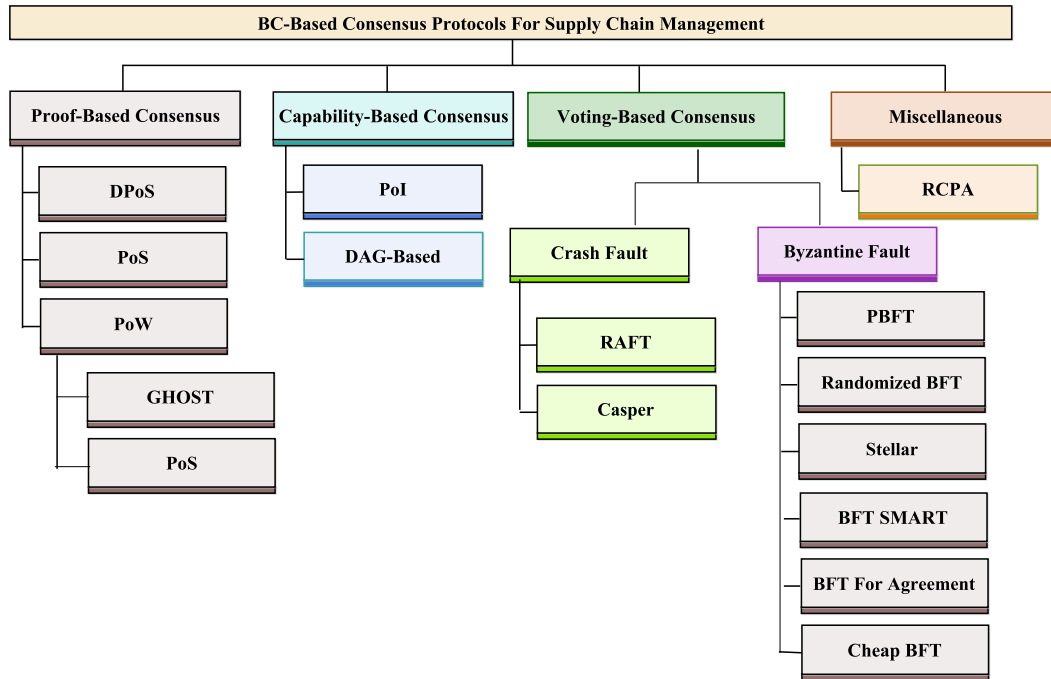 BC-Based Consensus Protocols For Supply Chain Management
Proof-Based Consensus
DPoS
PoS
PoW
GHOST
PoS
Capability-Based Consensus
PoI
DAG-Based
Voting-Based Consensus
Crash Fault
RAFT
Casper
Byzantine Fault
PBFT
Randomized BFT
Stellar
BFT SMART
BFT For Agreement
Cheap BFT
Miscellaneous
RCPA